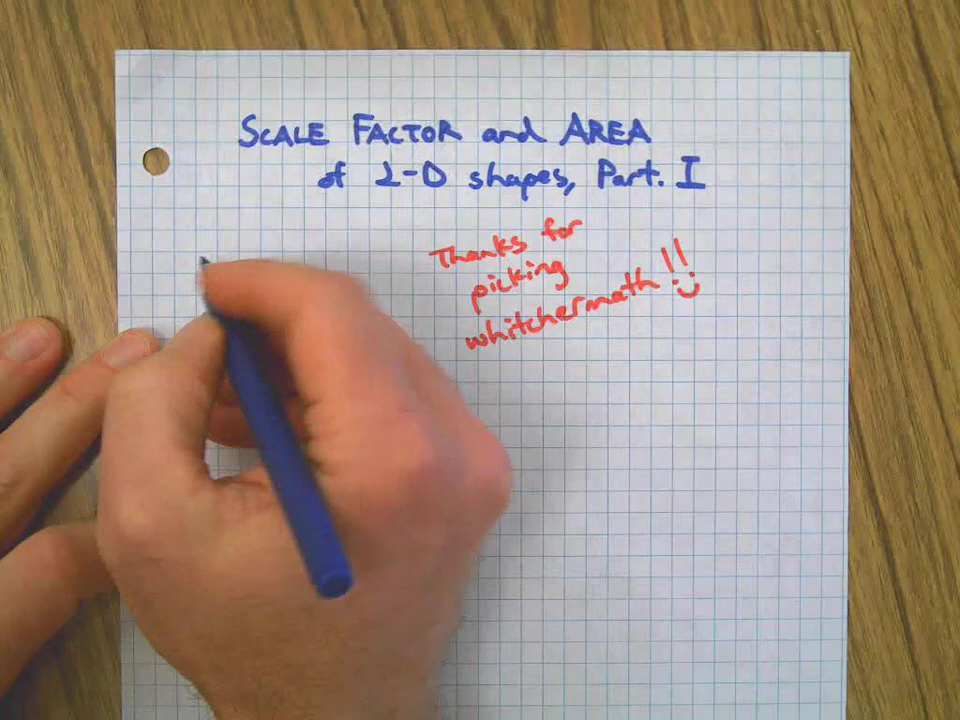 SCALE FACTOR and AREA
of 2-D shapes, Part. I
Thanks for
picking
whitchermath!!